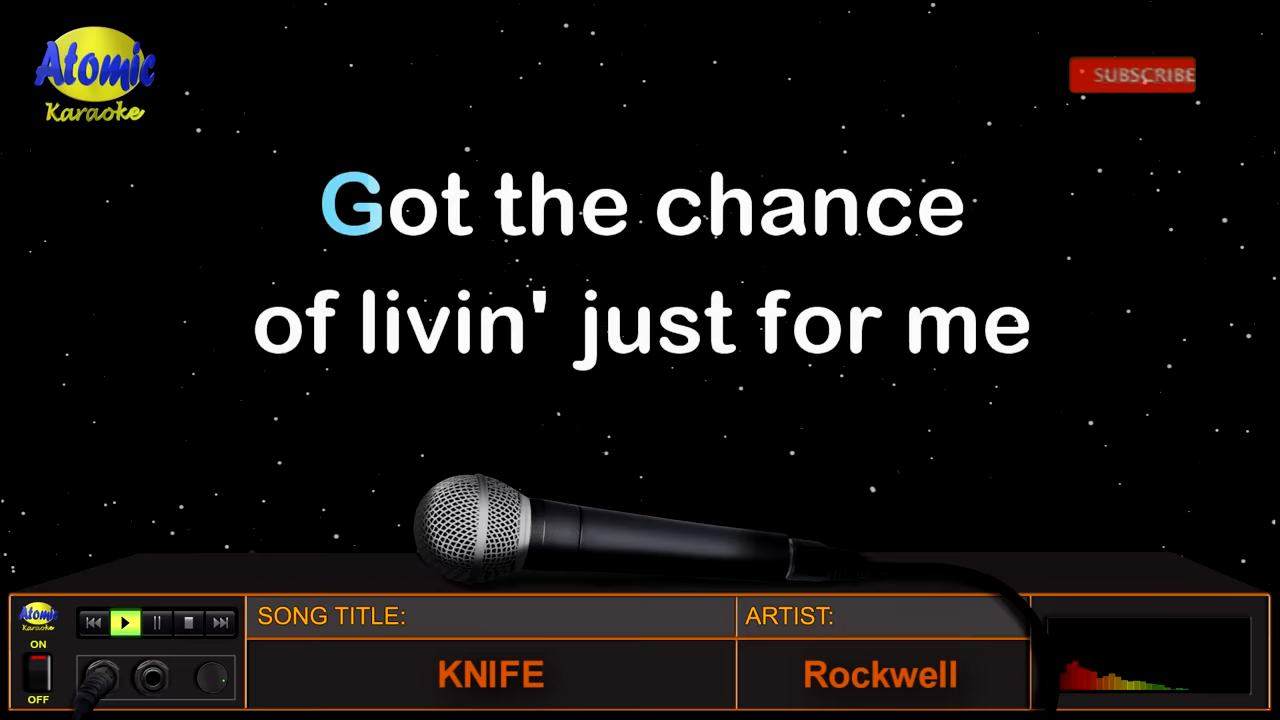 Atomic
Karaoke
SUBSCRIBE
Got the chance
of livin' just for me
Atomic
Karaoke
ON
OFF
SONG TITLE:
KNIFE
ARTIST:
Rockwell